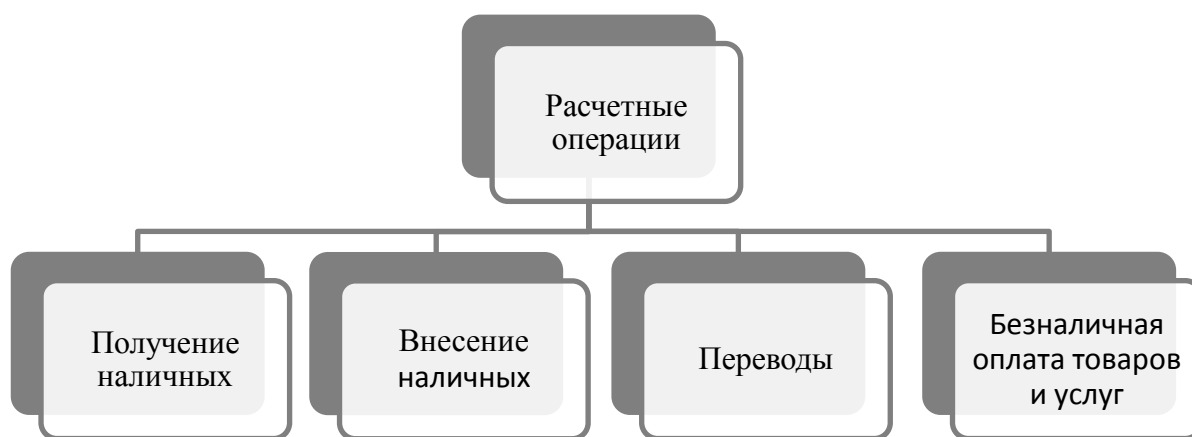 Расчетные
операции
Получение
наличных
Внесение
наличных
Переводы
Безналичная
оплата товаров
и услуг